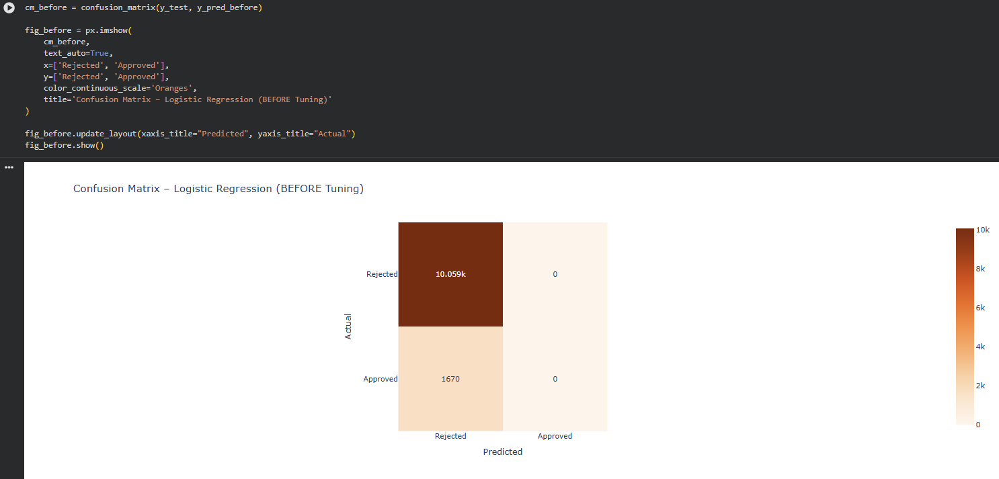 cm_before = confusion_matrix(y_test, y_pred_before)
fig_before = px.imshow(
    cm_before,
    text_auto=True,
    x=['Rejected', 'Approved'],
    y=['Rejected', 'Approved'],
    color_continuous_scale='Oranges',
    title='Confusion Matrix – Logistic Regression (BEFORE Tuning)'
)
fig_before.update_layout(xaxis_title="Predicted", yaxis_title="Actual")
fig_before.show()
Confusion Matrix – Logistic Regression (BEFORE Tuning)
Actual
Rejected
10.059k
0
Approved
1670
0
Rejected
Approved
Predicted
10k
8k
6k
4k
2k
0